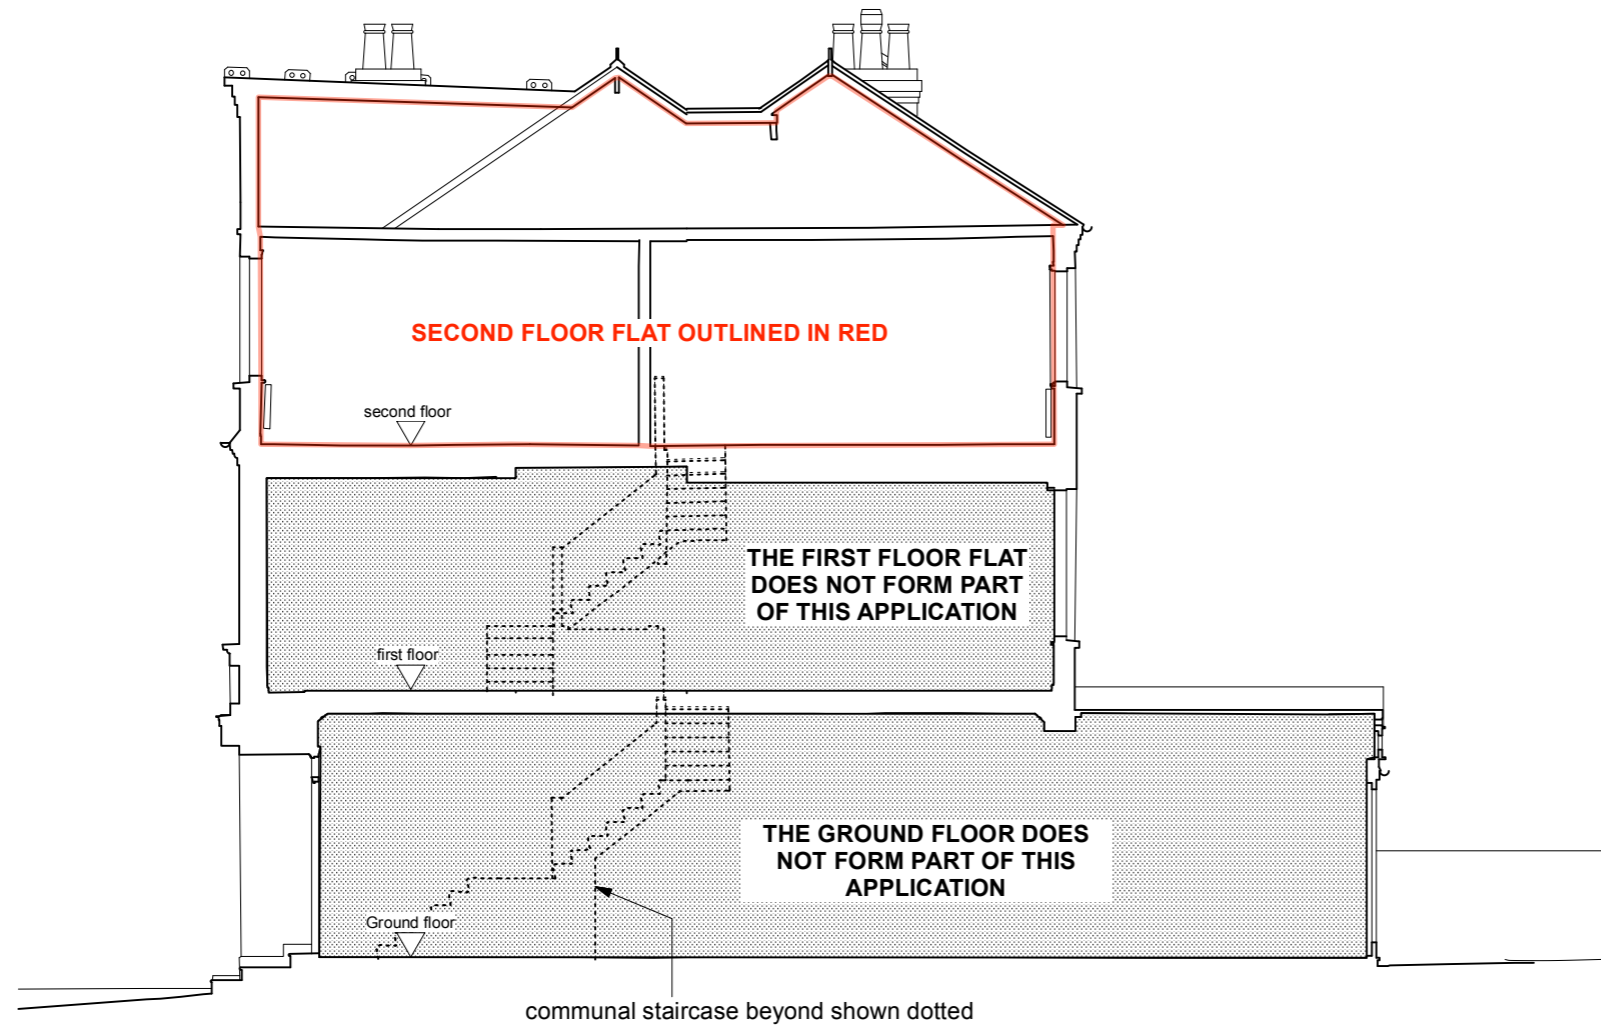 SECOND FLOOR FLAT OUTLINED IN RED
second floor
THE FIRST FLOOR FLAT
DOES NOT FORM PART
OF THIS APPLICATION
first floor
THE GROUND FLOOR DOES
NOT FORM PART OF THIS
APPLICATION
Ground floor
communal staircase beyond shown dotted